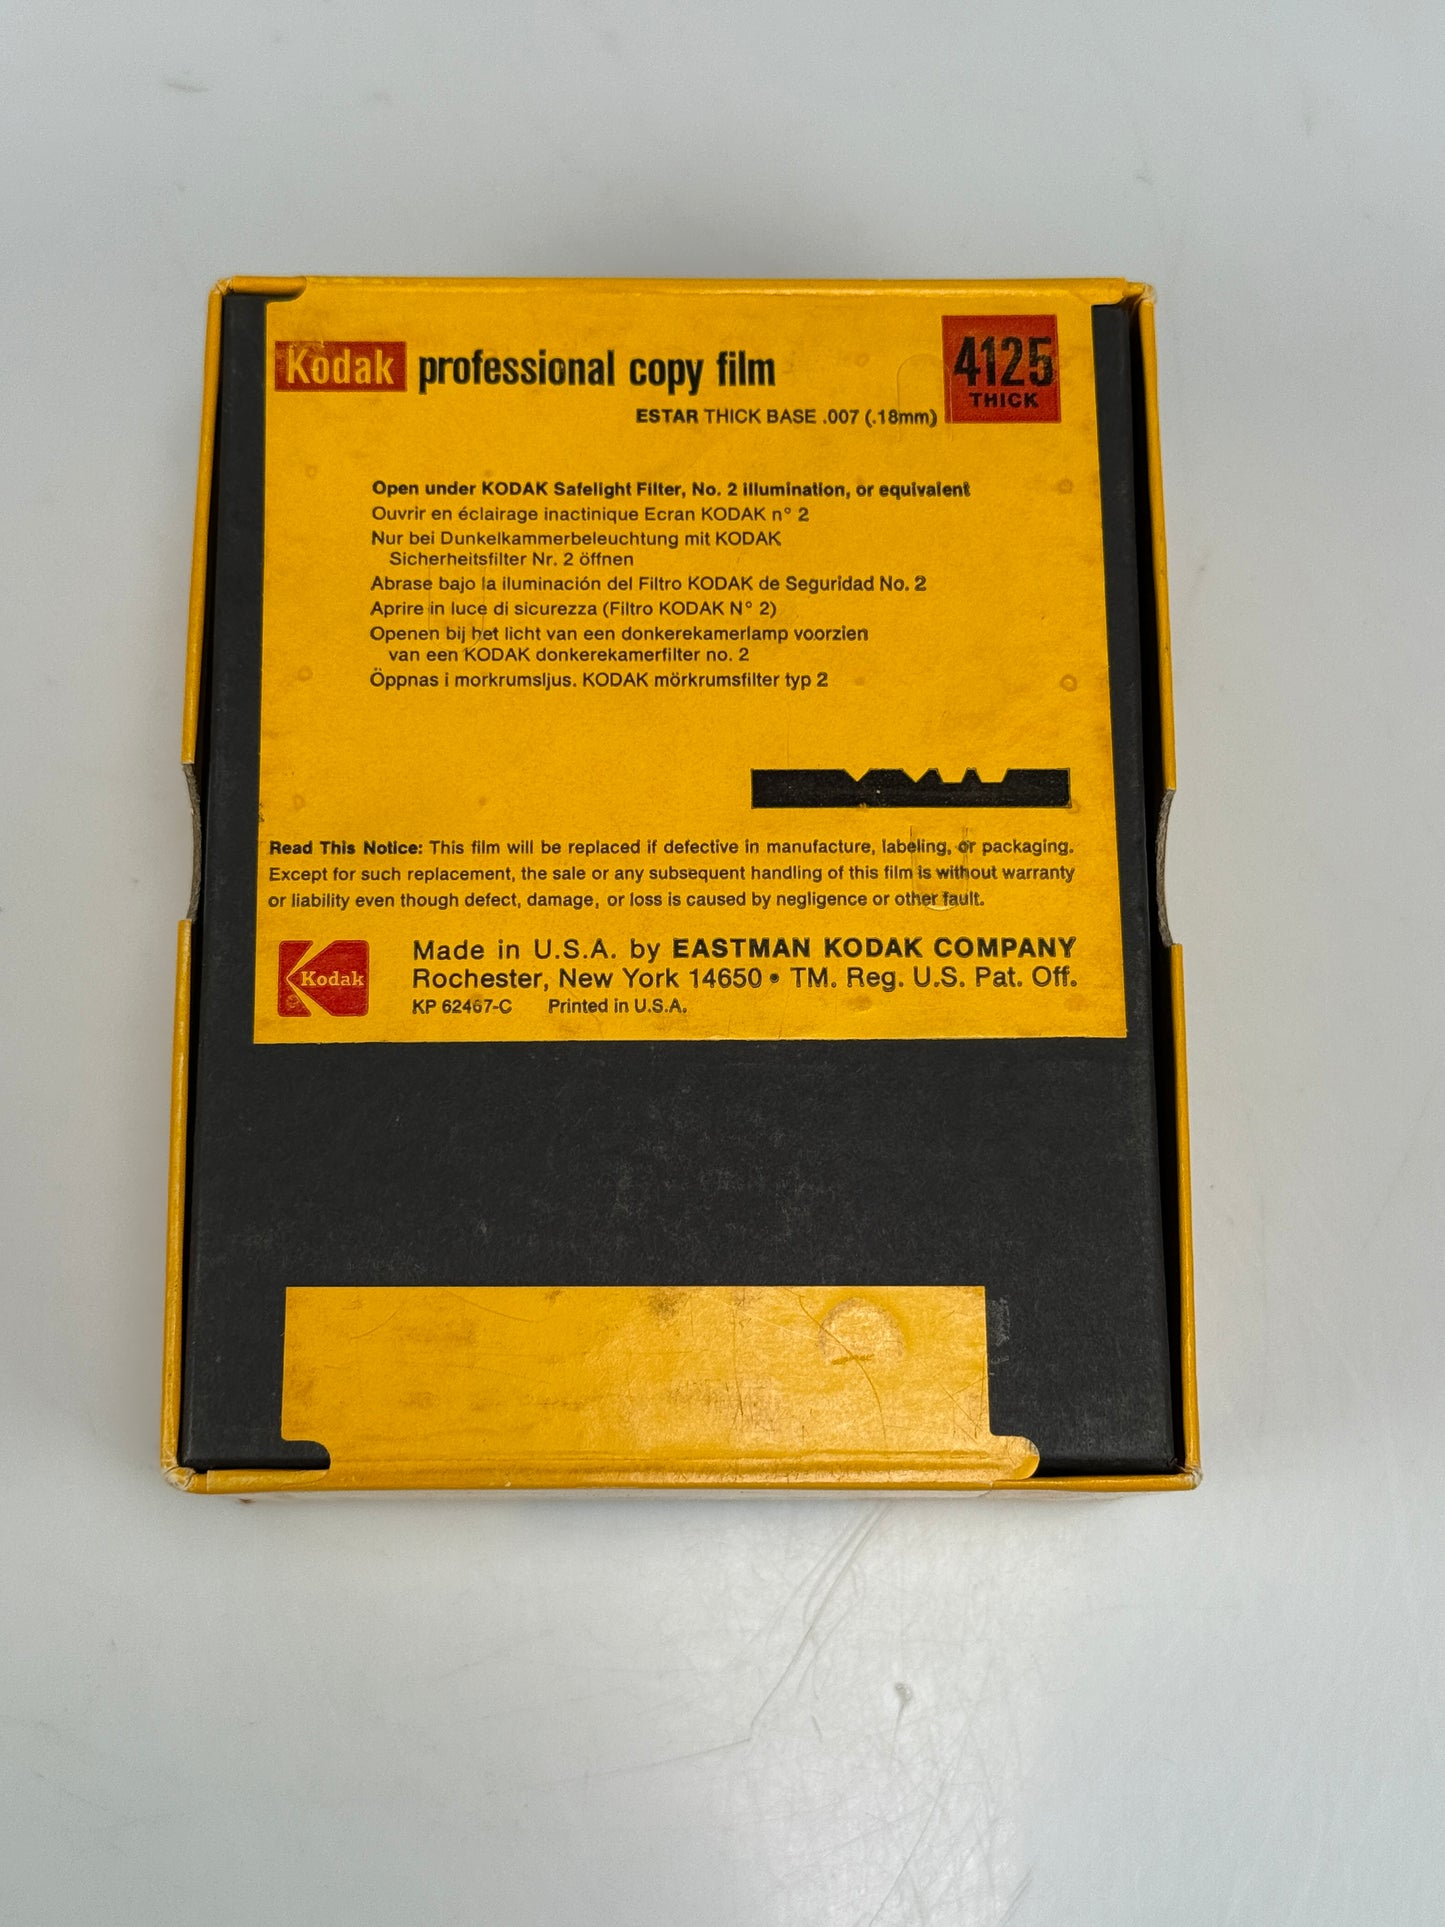 Kodak professional copy film
4125
THICK
ESTAR THICK BASE .007 (.18mm)
Open under KODAK Safelight Filter, No. 2 illumination, or equivalent
Ouvrir en éclairage inactinique Ecran KODAK n° 2
Nur bei Dunkelkammerbeleuchtung mit KODAK
Sicherheitsfilter Nr. 2 öffnen
Abrase bajo la iluminación del Filtro KODAK de Seguridad No. 2
Aprire in luce di sicurezza (Filtro KODAK N° 2)
Openen bij het licht van een donkerekamerlamp voorzien
van een KODAK donkerekamerfilter no. 2
Öppnas i morkrumsljus. KODAK mörkrumsfilter typ 2
Read This Notice: This film will be replaced if defective in manufacture, labeling, or packaging.
Except for such replacement, the sale or any subsequent handling of this film is without warranty
or liability even though defect, damage, or loss is caused by negligence or other fault.
Kodak
Made in U.S.A. by EASTMAN KODAK COMPANY
Rochester, New York 14650 • TM. Reg. U.S. Pat. Off.
KP 62467-C Printed in U.S.A.